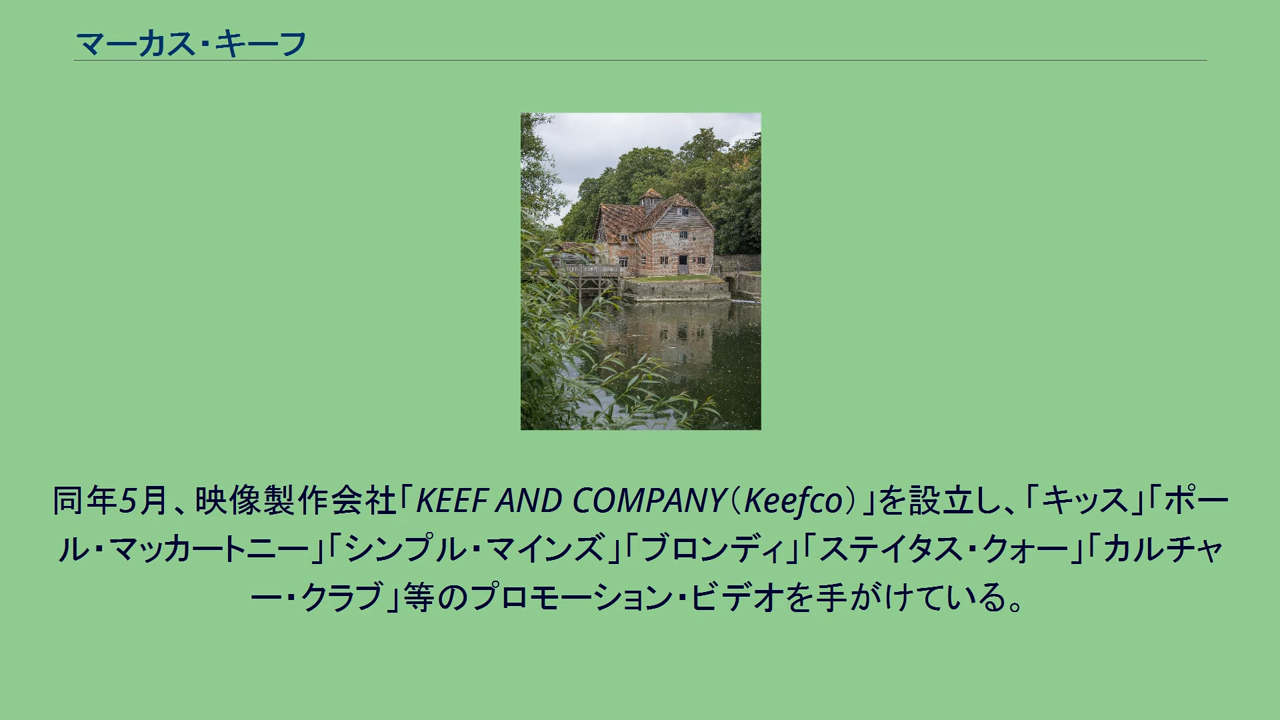 マーカス・キーフ
同年5月、映像製作会社「KEEF AND COMPANY（Keefco）」を設立し、「キッス」「ポー
ル・マッカートニー」「シンプル・マインズ」「ブロンディ」「ステイタス・クォー」「カルチャ
ー・クラブ」等のプロモーション・ビデオを手がけている。